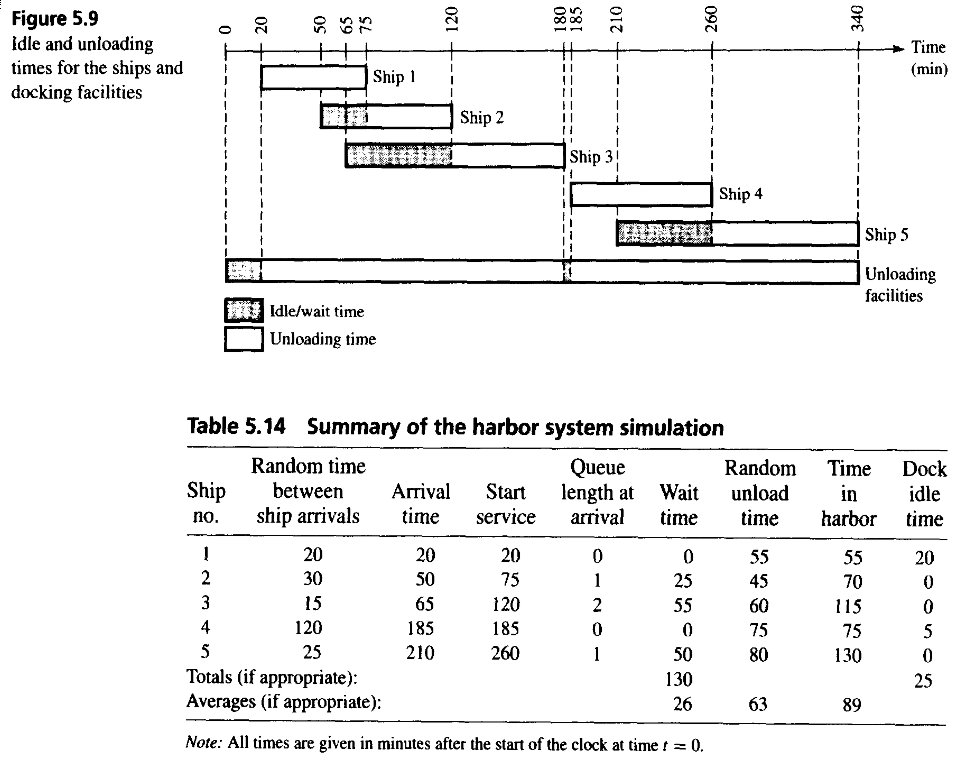 Figure 5.9
Idle and unloading
times for the ships and
docking facilities
0 20 50 65 75 120 180 185 210 260 340
Time
(min)
Ship 1
Ship 2
Ship 3
Ship 4
Ship 5
Unloading
facilities
Idle/wait time
Unloading time
Table 5.14 Summary of the harbor system simulation
Random time Queue Random Time Dock
Ship between Arrival Start length at Wait unload in idle
no. ship arrivals time service arrival time time harbor time
1 20 20 20 0 0 55 55 20
2 30 50 75 1 25 45 70 0
3 15 65 120 2 55 60 115 0
4 120 185 185 0 0 75 75 5
5 25 210 260 1 50 80 130 0
Totals (if appropriate): 130 25
Averages (if appropriate): 26 63 89
Note: All times are given in minutes after the start of the clock at time t = 0.